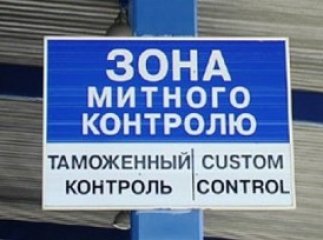 ЗОНА
МИТНОГО
КОНТРОЛЮ
ТАМОЖЕННЫЙ
КОНТРОЛЬ
CUSTOM
CONTROL